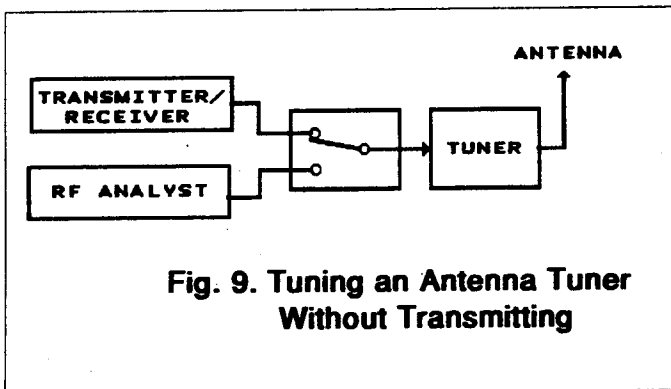 ANTENNA
TRANSMITTER/
RECEIVER
TUNER
RF ANALYST
Fig. 9. Tuning an Antenna Tuner
Without Transmitting